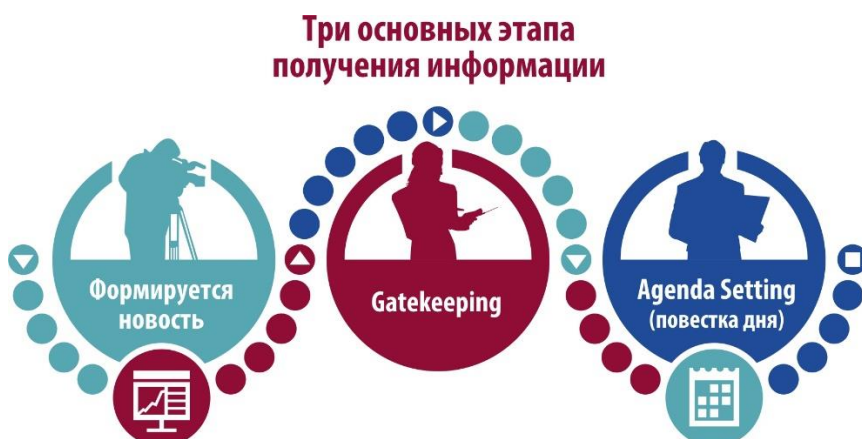 Три основных этапа
получения информации
Формируется
новость
Gatekeeping
Agenda Setting
(повестка дня)